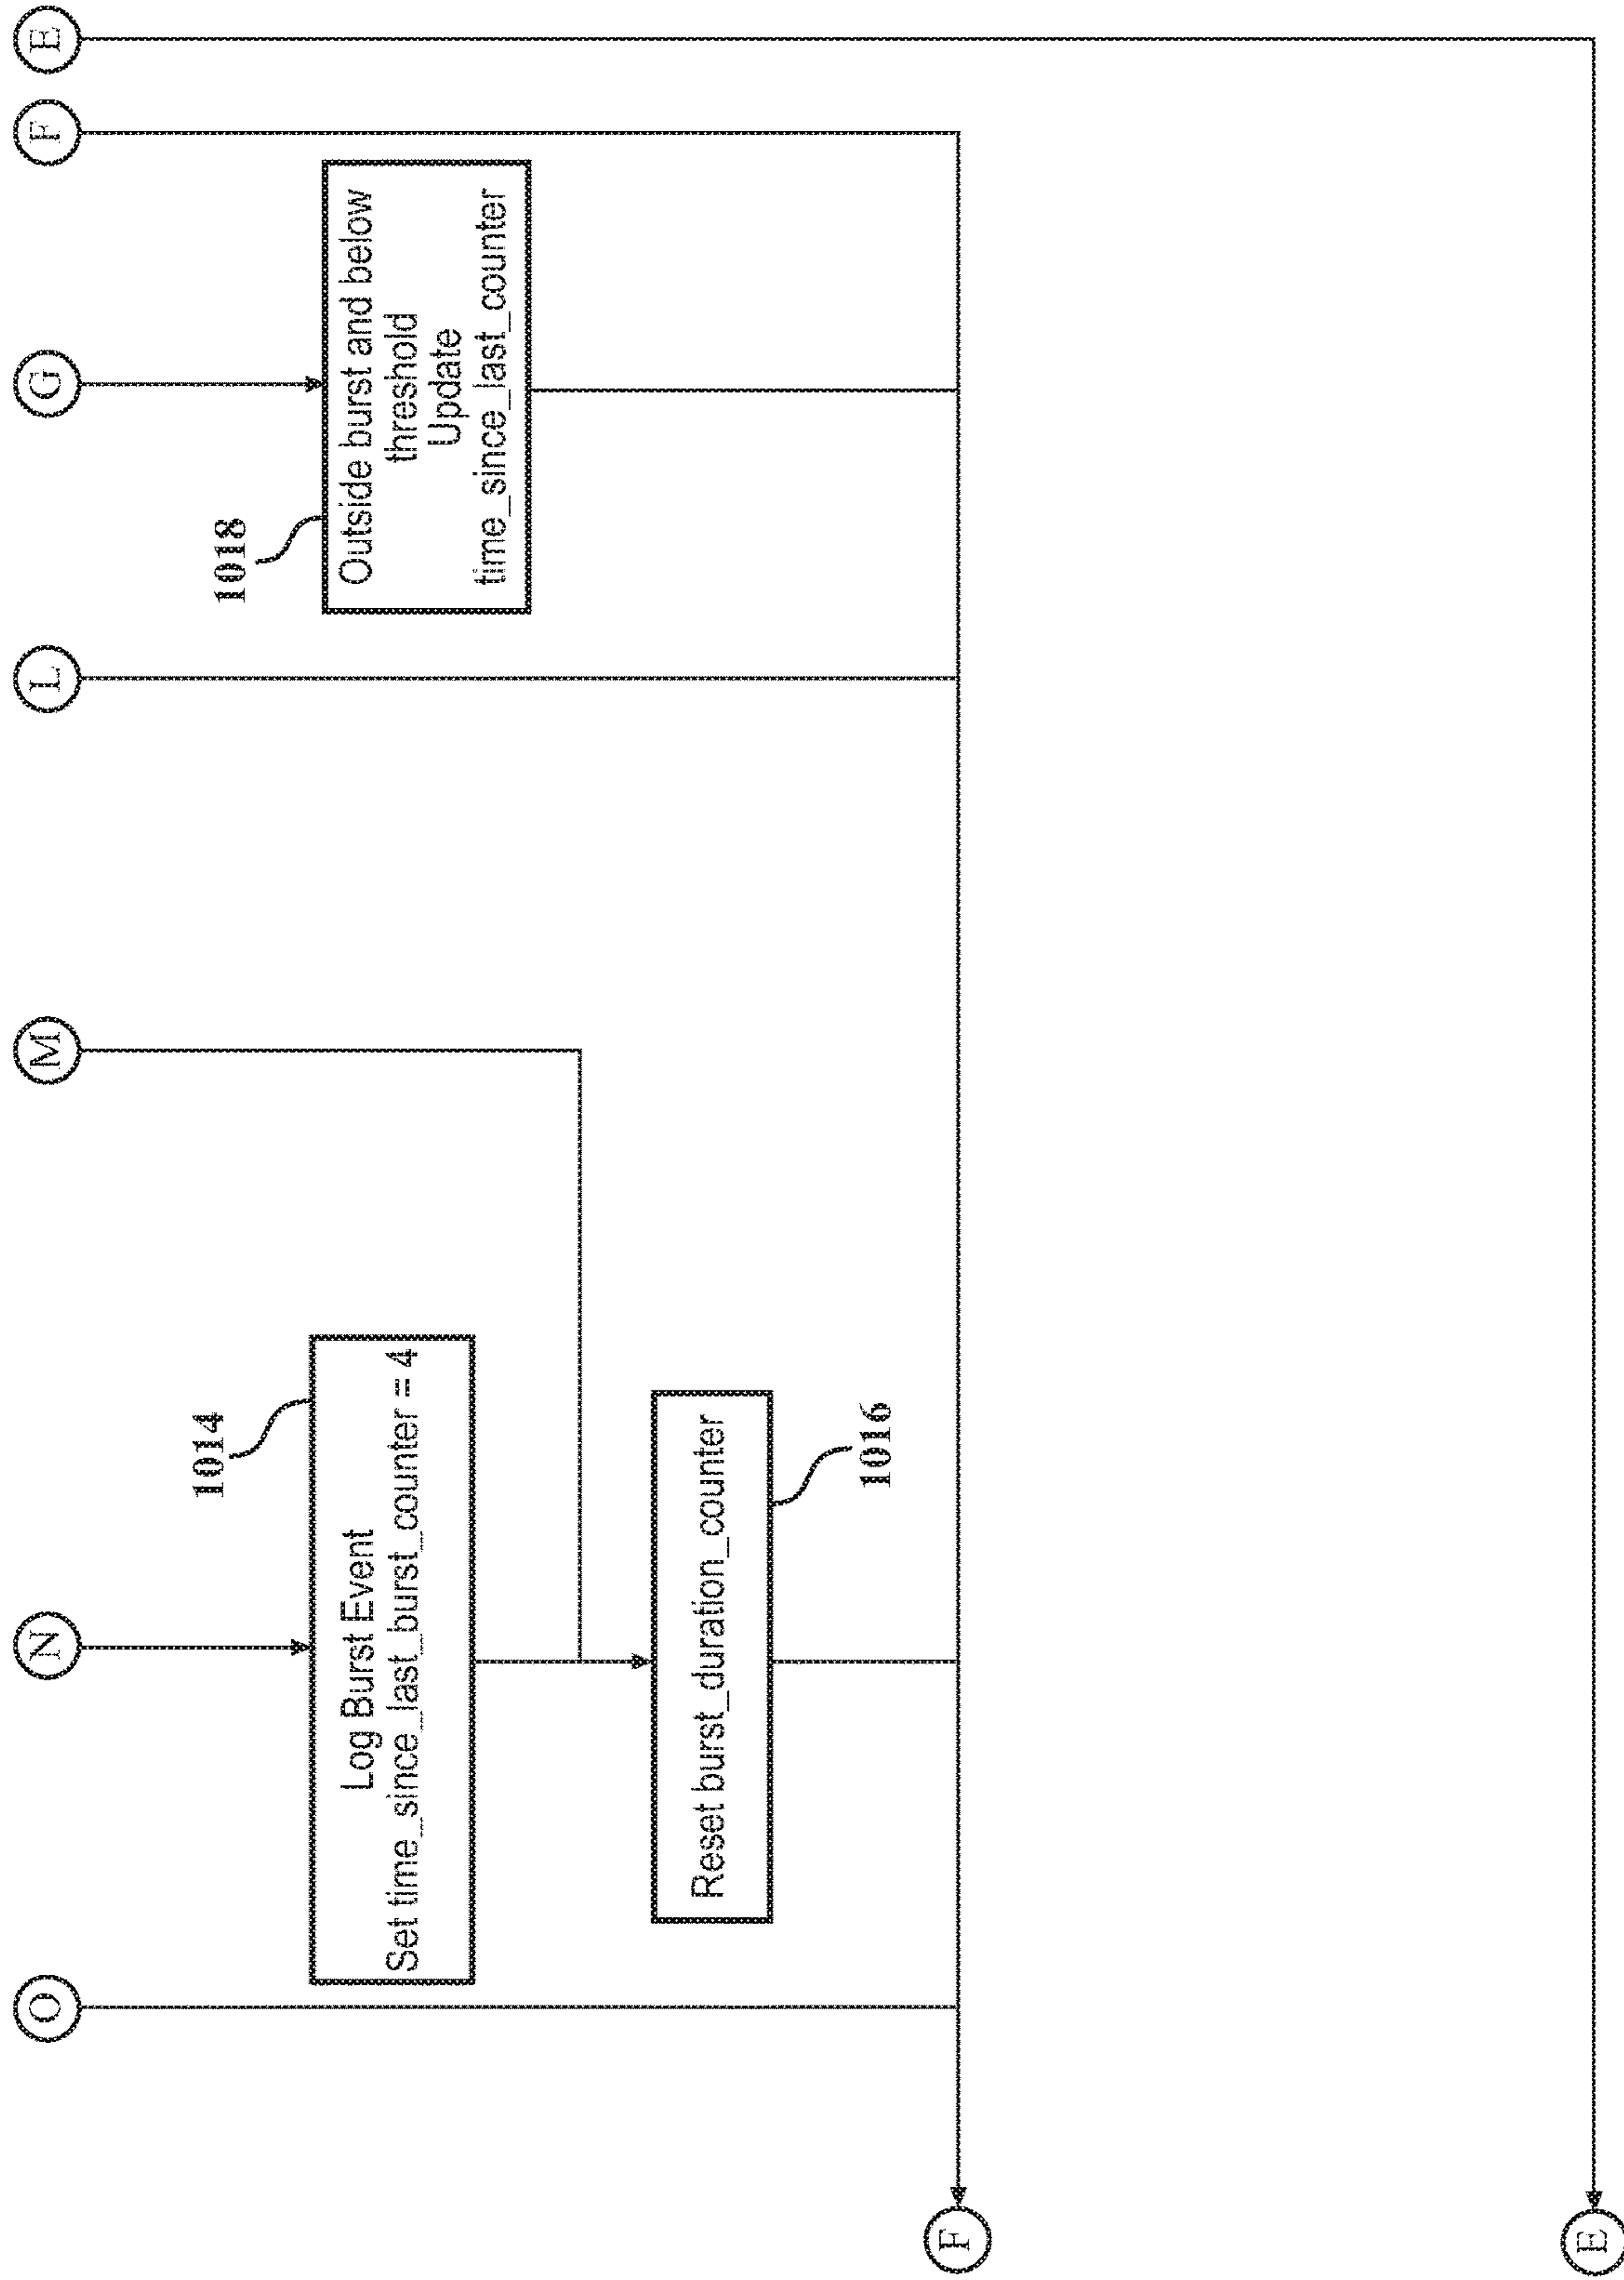 O
N
M
L
G
F
E
1014
Log Burst Event
Set time_since_last_burst_counter = 4
1018
Outside burst and below
threshold
Update
time_since_last_counter
Reset burst_duration_counter
1016
F
E